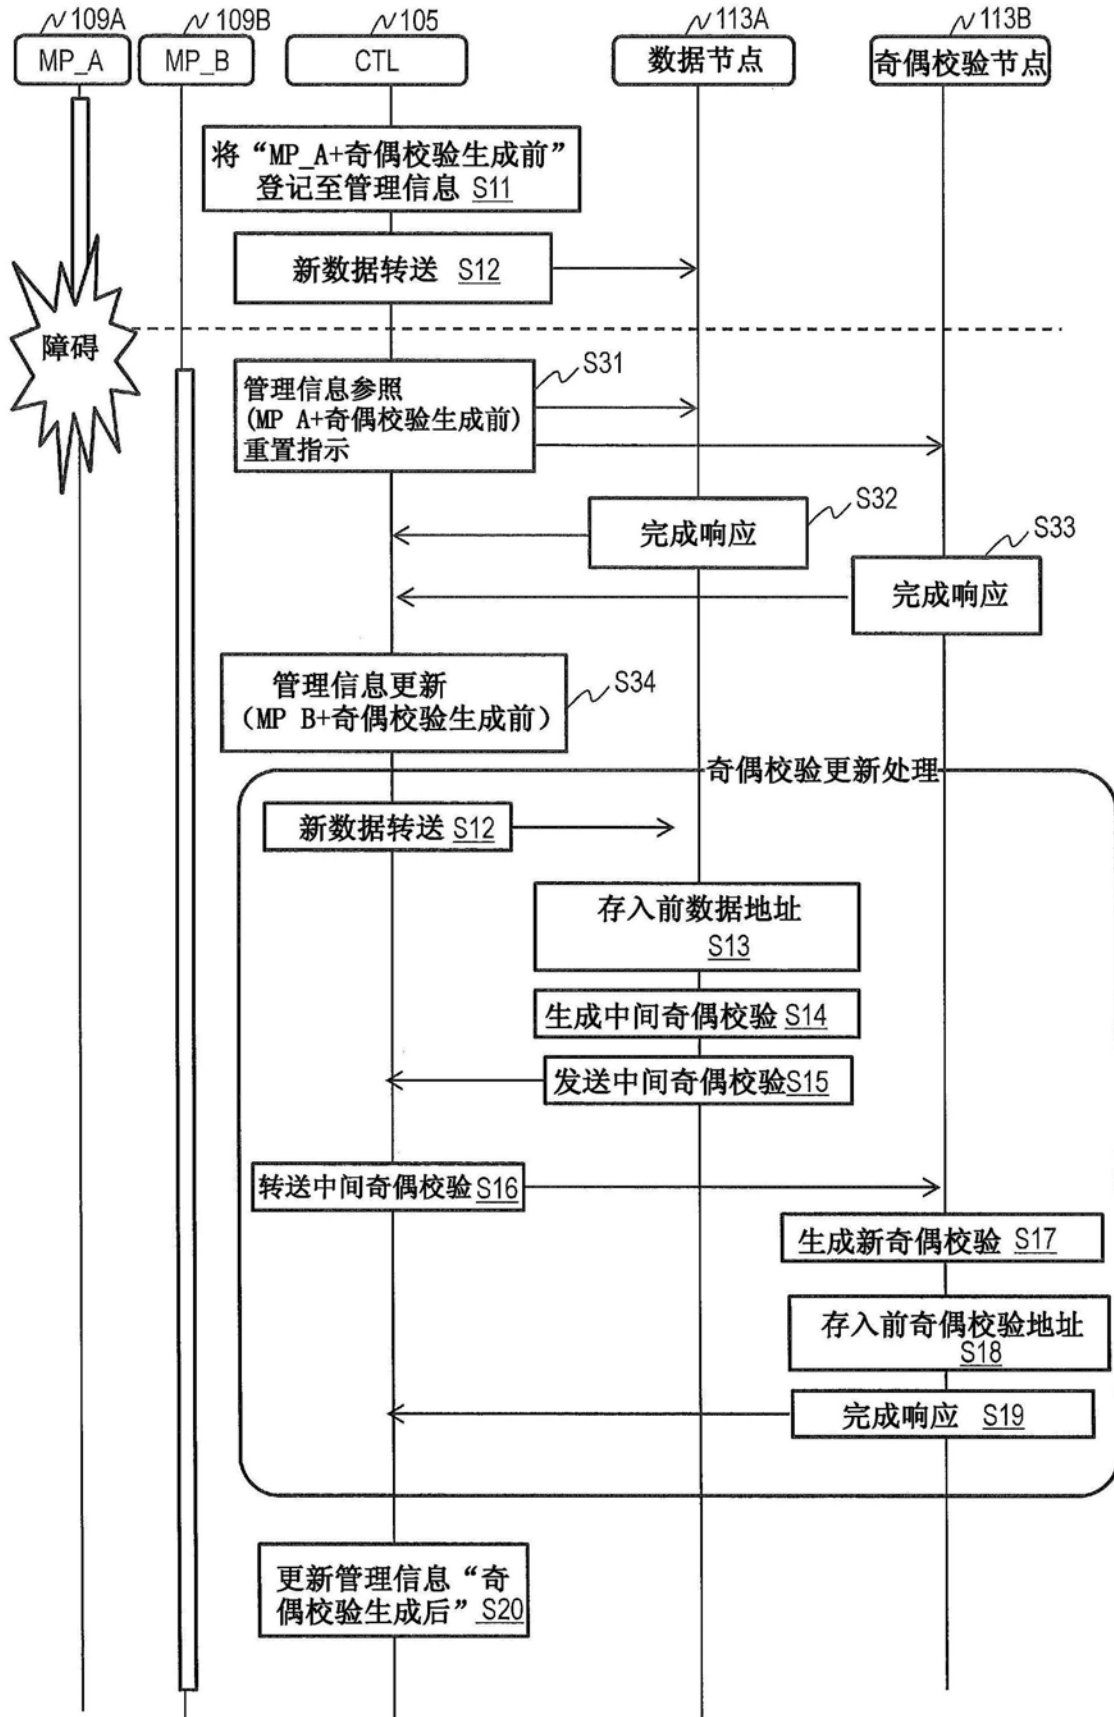 109A
109B
105
113A
113B
MP_A
MP_B
CTL
数据节点
奇偶校验节点
将“MP_A+奇偶校验生成前”
登记至管理信息 S11
新数据转送 S12
障碍
S31
管理信息参照
(MP A+奇偶校验生成前)
重置指示
S32
完成响应
S33
完成响应
S34
管理信息更新
(MP B+奇偶校验生成前)
奇偶校验更新处理
新数据转送 S12
存入前数据地址
S13
生成中间奇偶校验 S14
发送中间奇偶校验S15
转送中间奇偶校验 S16
生成新奇偶校验 S17
存入前奇偶校验地址
S18
完成响应 S19
更新管理信息“奇
偶校验生成后” S20